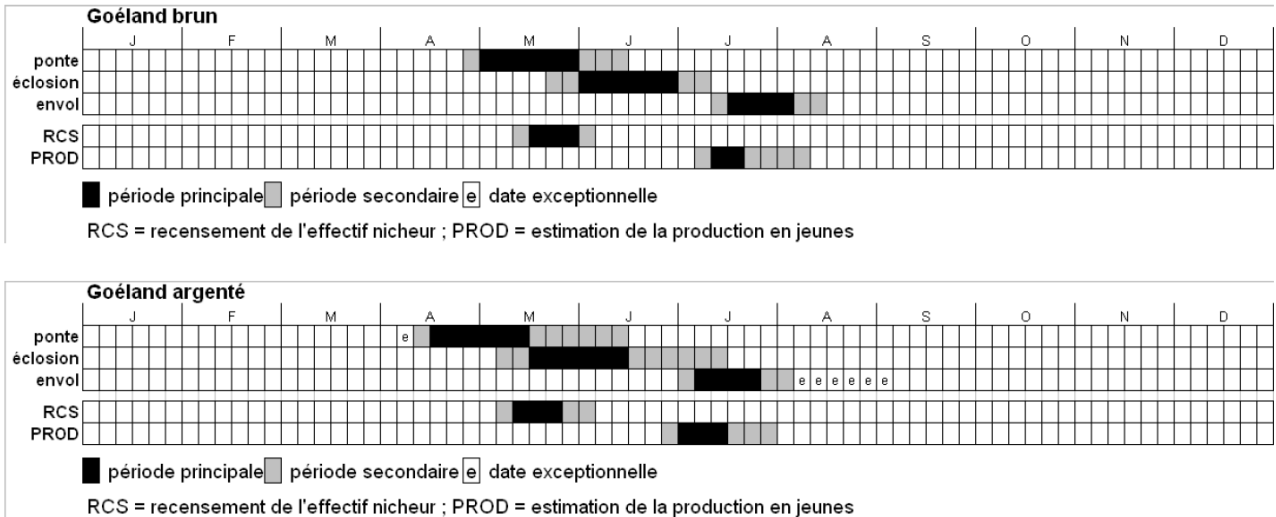 Goéland brun
J F M A M J J A S O N D
ponte
éclosion
envol
RCS
PROD
période principale période secondaire e date exceptionnelle
RCS = recensement de l'effectif nicheur ; PROD = estimation de la production en jeunes
Goéland argenté
J F M A M J J A S O N D
ponte e
éclosion
envol e e e e e e
RCS
PROD
période principale période secondaire e date exceptionnelle
RCS = recensement de l'effectif nicheur ; PROD = estimation de la production en jeunes